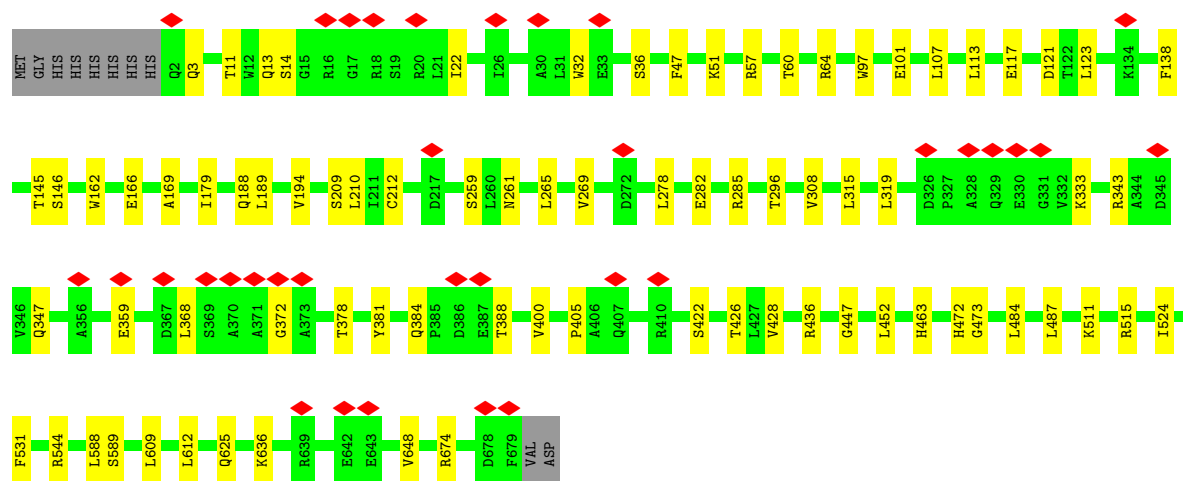 MET GLY HIS HIS HIS HIS HIS HIS Q2 Q3 T11 W12 Q13 S14 G15 R16 G17 R18 S19 R20 L21 I22 I26 A30 L31 W32 E33 S36 F47 K51 R57 T60 R64 W97 E101 L107 L113 E117 D121 T122 L123 K134 F138
T145 S146 W162 E166 A169 I179 Q188 L189 V194 S209 L210 I211 C212 D217 S259 L260 N261 L265 V269 D272 L278 E282 R285 T296 V308 L315 L319 D326 P327 A328 Q329 E330 G331 V332 K333 R343 A344 D345
V346 Q347 A356 E359 D367 L368 S369 A370 A371 G372 A373 T378 Y381 Q384 P385 D386 E387 T388 V400 P405 A406 Q407 R410 S422 T426 L427 V428 R436 G447 L452 H463 H472 G473 L484 L487 K511 R515 I524
F531 R544 L588 S589 L609 L612 Q625 K636 R639 E642 E643 V648 R674 D678 F679 VAL ASP